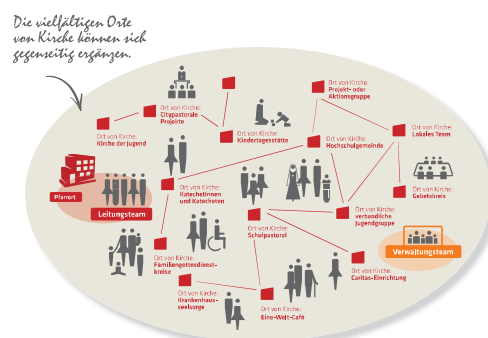 Die vielfältigen Orte
von Kirche können sich
gegenseitig ergänzen.
Ort von Kirche:
Citypastorale
Projekte
Ort von Kirche:
Projekt- oder
Aktionsgruppe
Ort von Kirche:
Kirche der Jugend
Ort von Kirche:
Kindertagesstätte
Ort von Kirche:
Hochschulgemeinde
Ort von Kirche:
Lokales Team
Pfarrort
Leitungsteam
Ort von Kirche:
Katechetinnen
und Katecheten
Ort von Kirche:
Gebetskreis
Ort von Kirche:
Schulpastoral
Ort von Kirche:
verbandliche
Jugendgruppe
Verwaltungsteam
Ort von Kirche:
Familiengottesdienst-
kreise
Ort von Kirche:
Caritas-Einrichtung
Ort von Kirche:
Krankenhaus-
seelsorge
Ort von Kirche:
Eine-Welt-Café